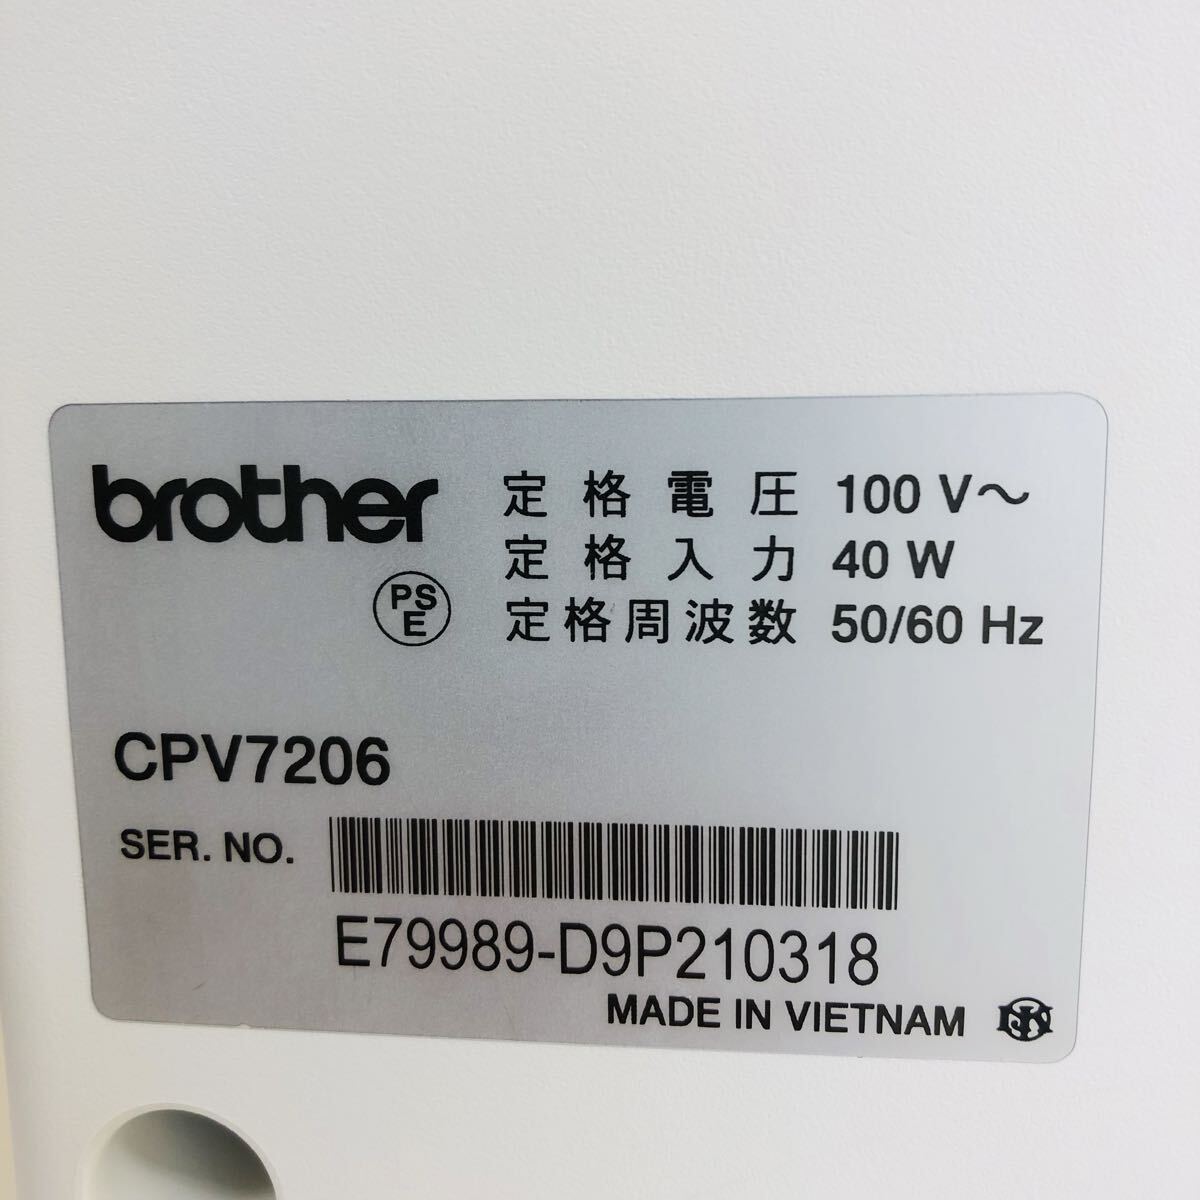 brother
定格電圧 100 V～
定格入力 40 W
PS
E
定格周波数 50/60 Hz
CPV7206
SER. NO.
E79989-D9P210318
MADE IN VIETNAM